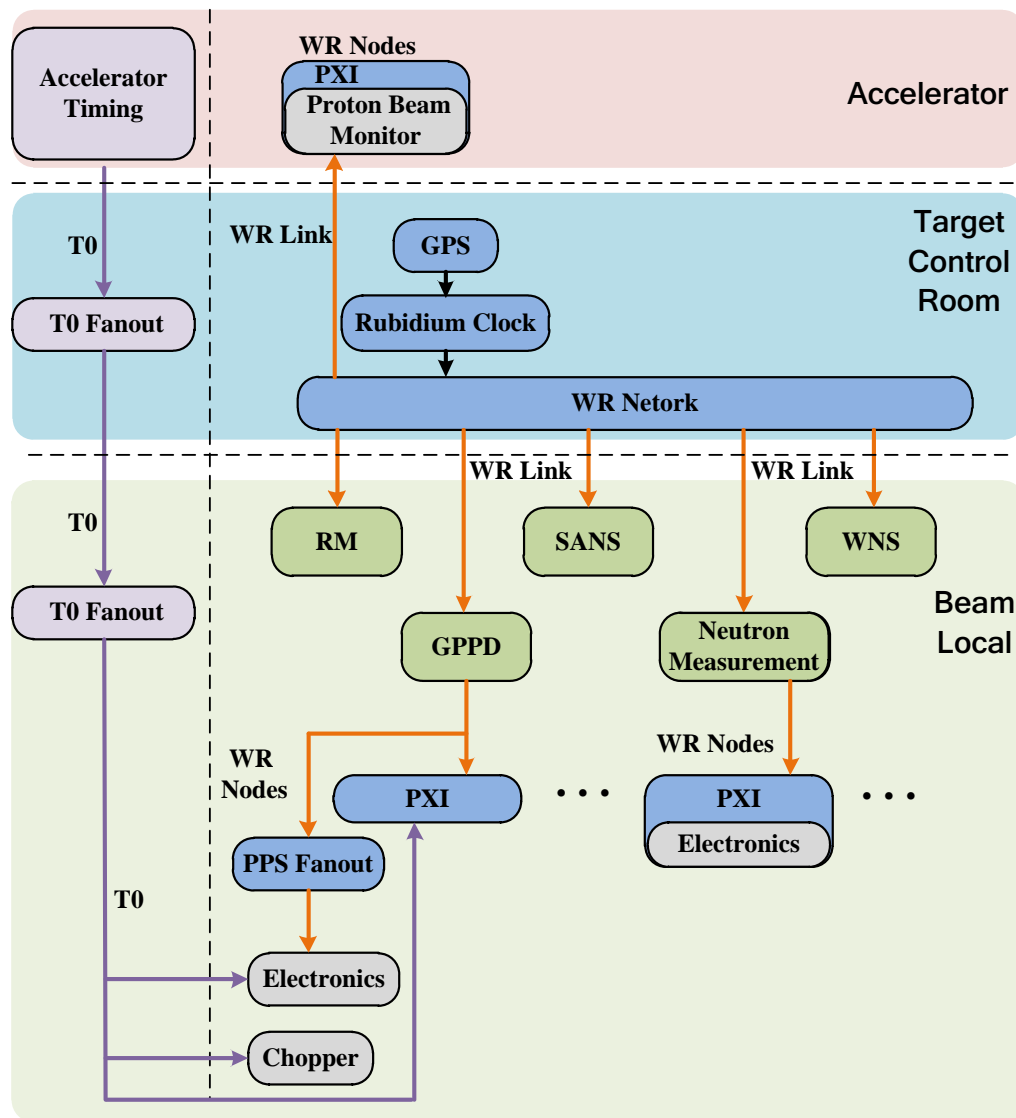 Accelerator
Timing
WR Nodes
PXI
Proton Beam
Monitor
Accelerator
T0
WR Link
GPS
Target
Control
Room
T0 Fanout
Rubidium Clock
WR Netork
WR Link
WR Link
T0
RM
SANS
WNS
T0 Fanout
GPPD
Neutron
Measurement
Beam
Local
WR
Nodes
WR Nodes
PXI
• • •
PXI
Electronics
• • •
PPS Fanout
T0
Electronics
Chopper